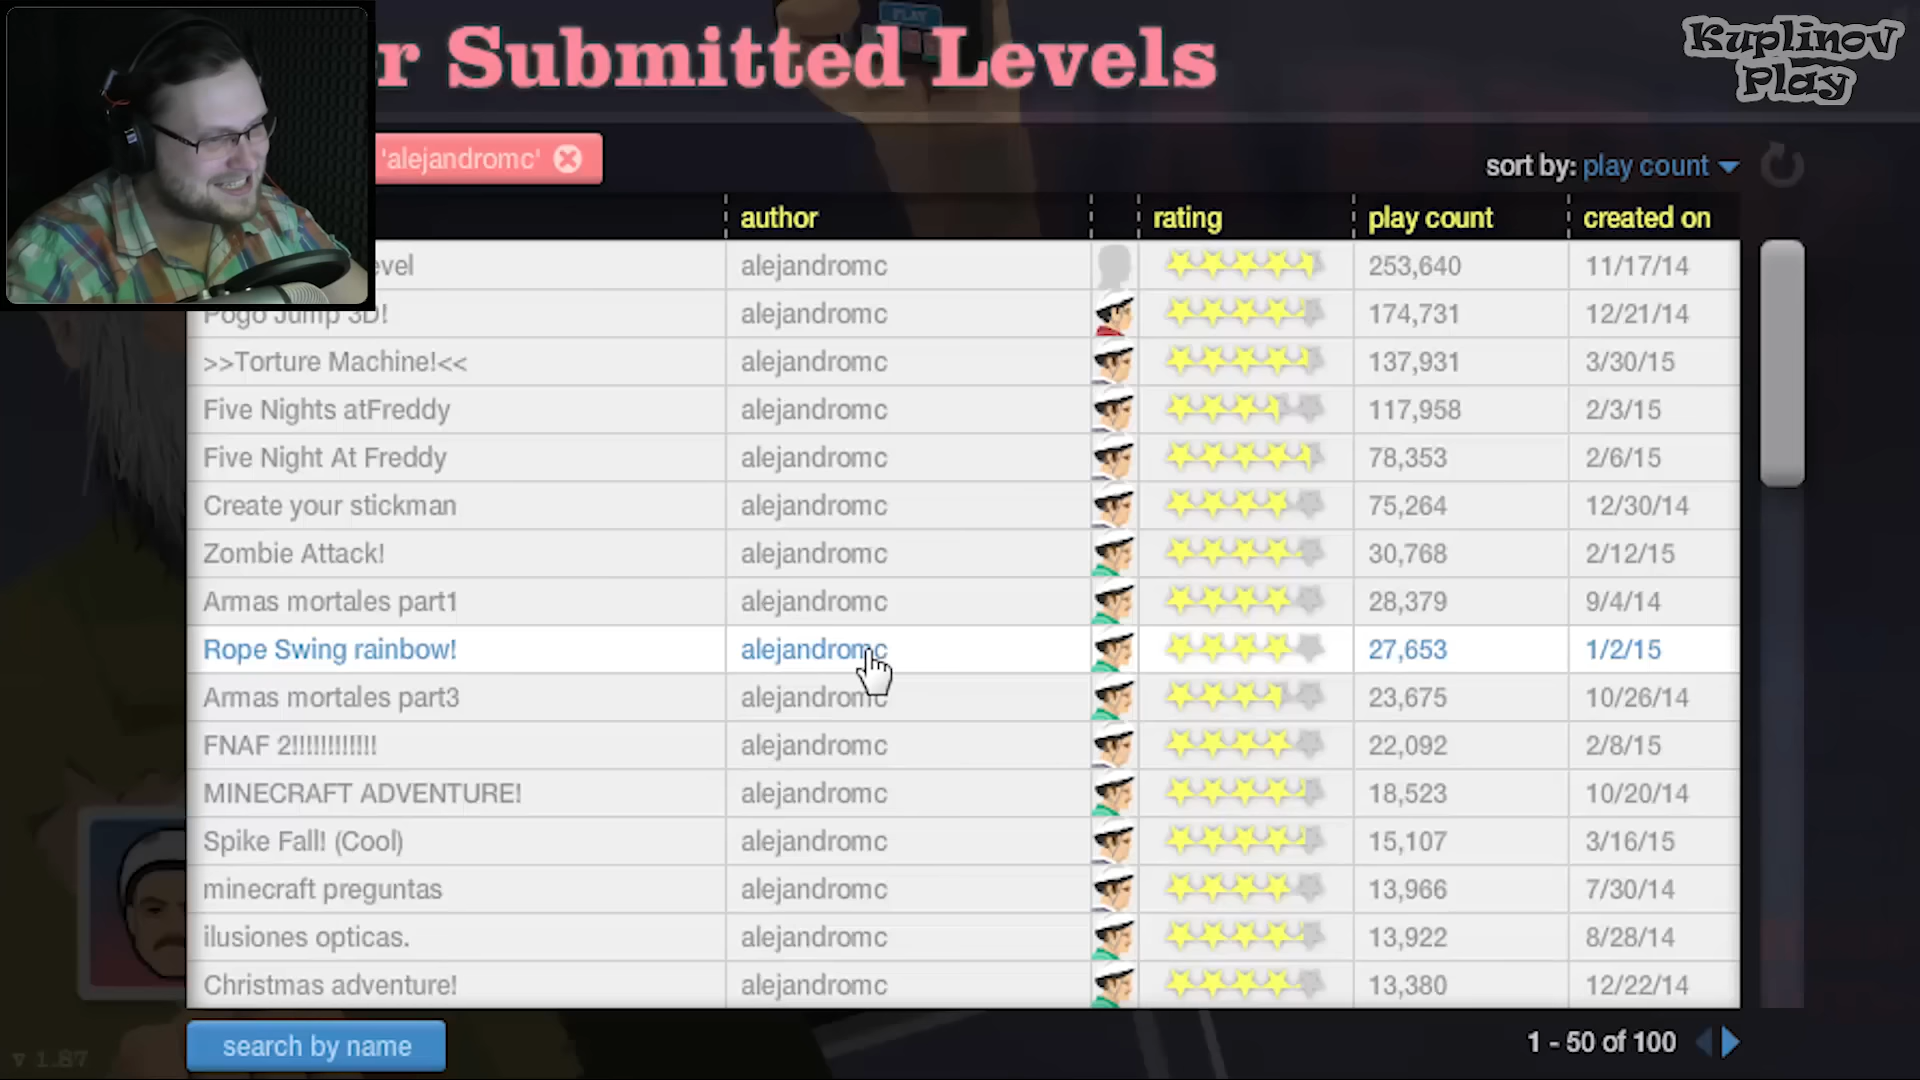 r Submitted Levels
Kuplinov
Play
PLAY
'alejandromc'
sort by: play count
author rating play count created on
evel alejandromc 253,640 11/17/14
Pogo Jump 3D! alejandromc 174,731 12/21/14
>>Torture Machine!<< alejandromc 137,931 3/30/15
Five Nights atFreddy alejandromc 117,958 2/3/15
Five Night At Freddy alejandromc 78,353 2/6/15
Create your stickman alejandromc 75,264 12/30/14
Zombie Attack! alejandromc 30,768 2/12/15
Armas mortales part1 alejandromc 28,379 9/4/14
Rope Swing rainbow! alejandromc 27,653 1/2/15
Armas mortales part3 alejandromc 23,675 10/26/14
FNAF 2!!!!!!!!!!!! alejandromc 22,092 2/8/15
MINECRAFT ADVENTURE! alejandromc 18,523 10/20/14
Spike Fall! (Cool) alejandromc 15,107 3/16/15
minecraft preguntas alejandromc 13,966 7/30/14
ilusiones opticas. alejandromc 13,922 8/28/14
Christmas adventure! alejandromc 13,380 12/22/14
search by name
1 - 50 of 100
v 1.87